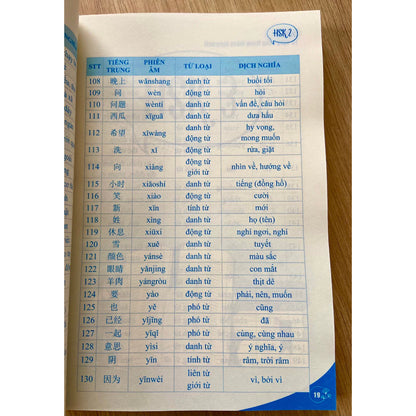 HSK 2
STT TIẾNG TRUNG PHIÊN ÂM TỪ LOẠI DỊCH NGHĨA
108 晚上 wǎnshang danh từ buổi tối
109 问 wèn động từ hỏi
110 问题 wèntí danh từ vấn đề, câu hỏi
111 西瓜 xīguā danh từ dưa hấu
112 希望 xīwàng danh từ động từ hy vọng, mong muốn
113 洗 xǐ động từ rửa, giặt
114 向 xiàng động từ giới từ nhìn về, hướng về
115 小时 xiǎoshí danh từ tiếng (đồng hồ)
116 笑 xiào động từ cười
117 新 xīn tính từ mới
118 姓 xìng danh từ họ (tên)
119 休息 xiūxi động từ nghỉ ngơi, nghỉ
120 雪 xuě danh từ tuyết
121 颜色 yánsè danh từ màu sắc
122 眼睛 yǎnjing danh từ con mắt
123 羊肉 yángròu danh từ thịt dê
124 要 yào động từ phải, nên, muốn
125 也 yě phó từ cũng
126 已经 yǐjīng phó từ đã
127 一起 yìqǐ phó từ cùng, cùng nhau
128 意思 yìsi danh từ ý nghĩa, ý
129 阴 yīn tính từ râm, trời râm
130 因为 yīnwèi liên từ giới từ vì, bởi vì
19